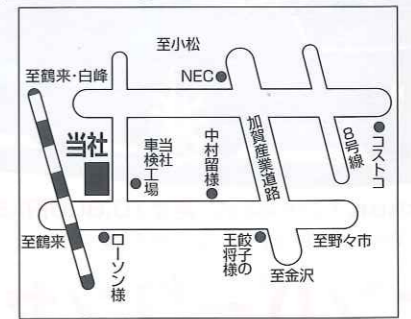 至小松
至鶴来・白峰
NEC
当社
当社
車検工場
中村留様
加賀産業道路
8号線
コストコ
至鶴来
ローソン様
餃子の
王将様
至野々市
至金沢